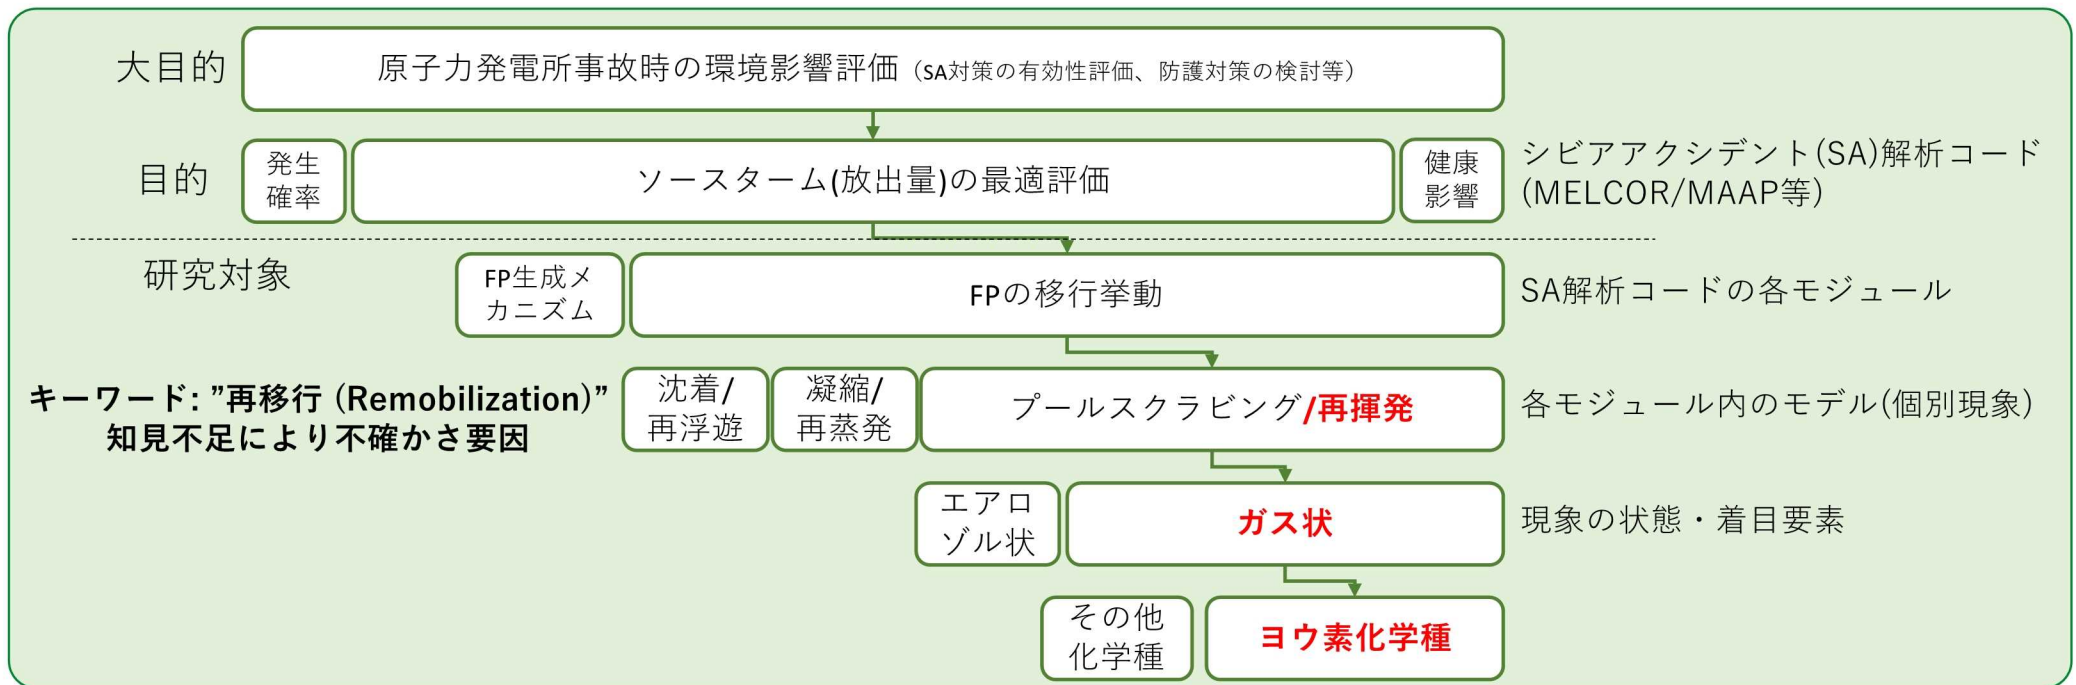 大目的
原子力発電所事故時の環境影響評価（SA対策の有効性評価、防護対策の検討等）
目的
発生
確率
ソースターム(放出量)の最適評価
健康
影響
シビアアクシデント(SA)解析コード
(MELCOR/MAAP等)
研究対象
FP生成メ
カニズム
FPの移行挙動
SA解析コードの各モジュール
キーワード: ”再移行 (Remobilization)”
知見不足により不確かさ要因
沈着/
再浮遊
凝縮/
再蒸発
プールスクラビング/再揮発
各モジュール内のモデル(個別現象)
エアロ
ゾル状
ガス状
現象の状態・着目要素
その他
化学種
ヨウ素化学種